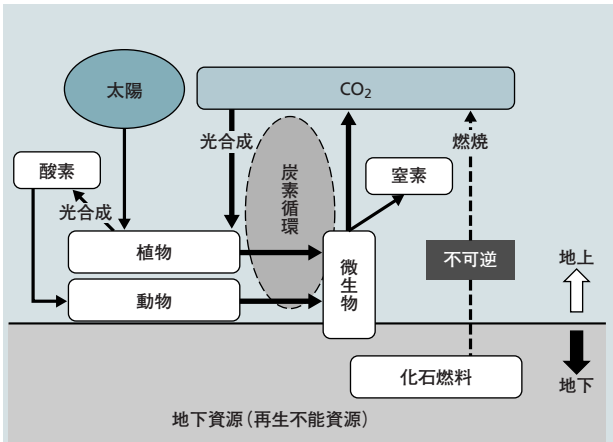 太陽
CO₂
光合成
燃焼
酸素
炭素循環
窒素
光合成
植物
微生物
不可逆
地上
動物
化石燃料
地下
地下資源（再生不能資源）